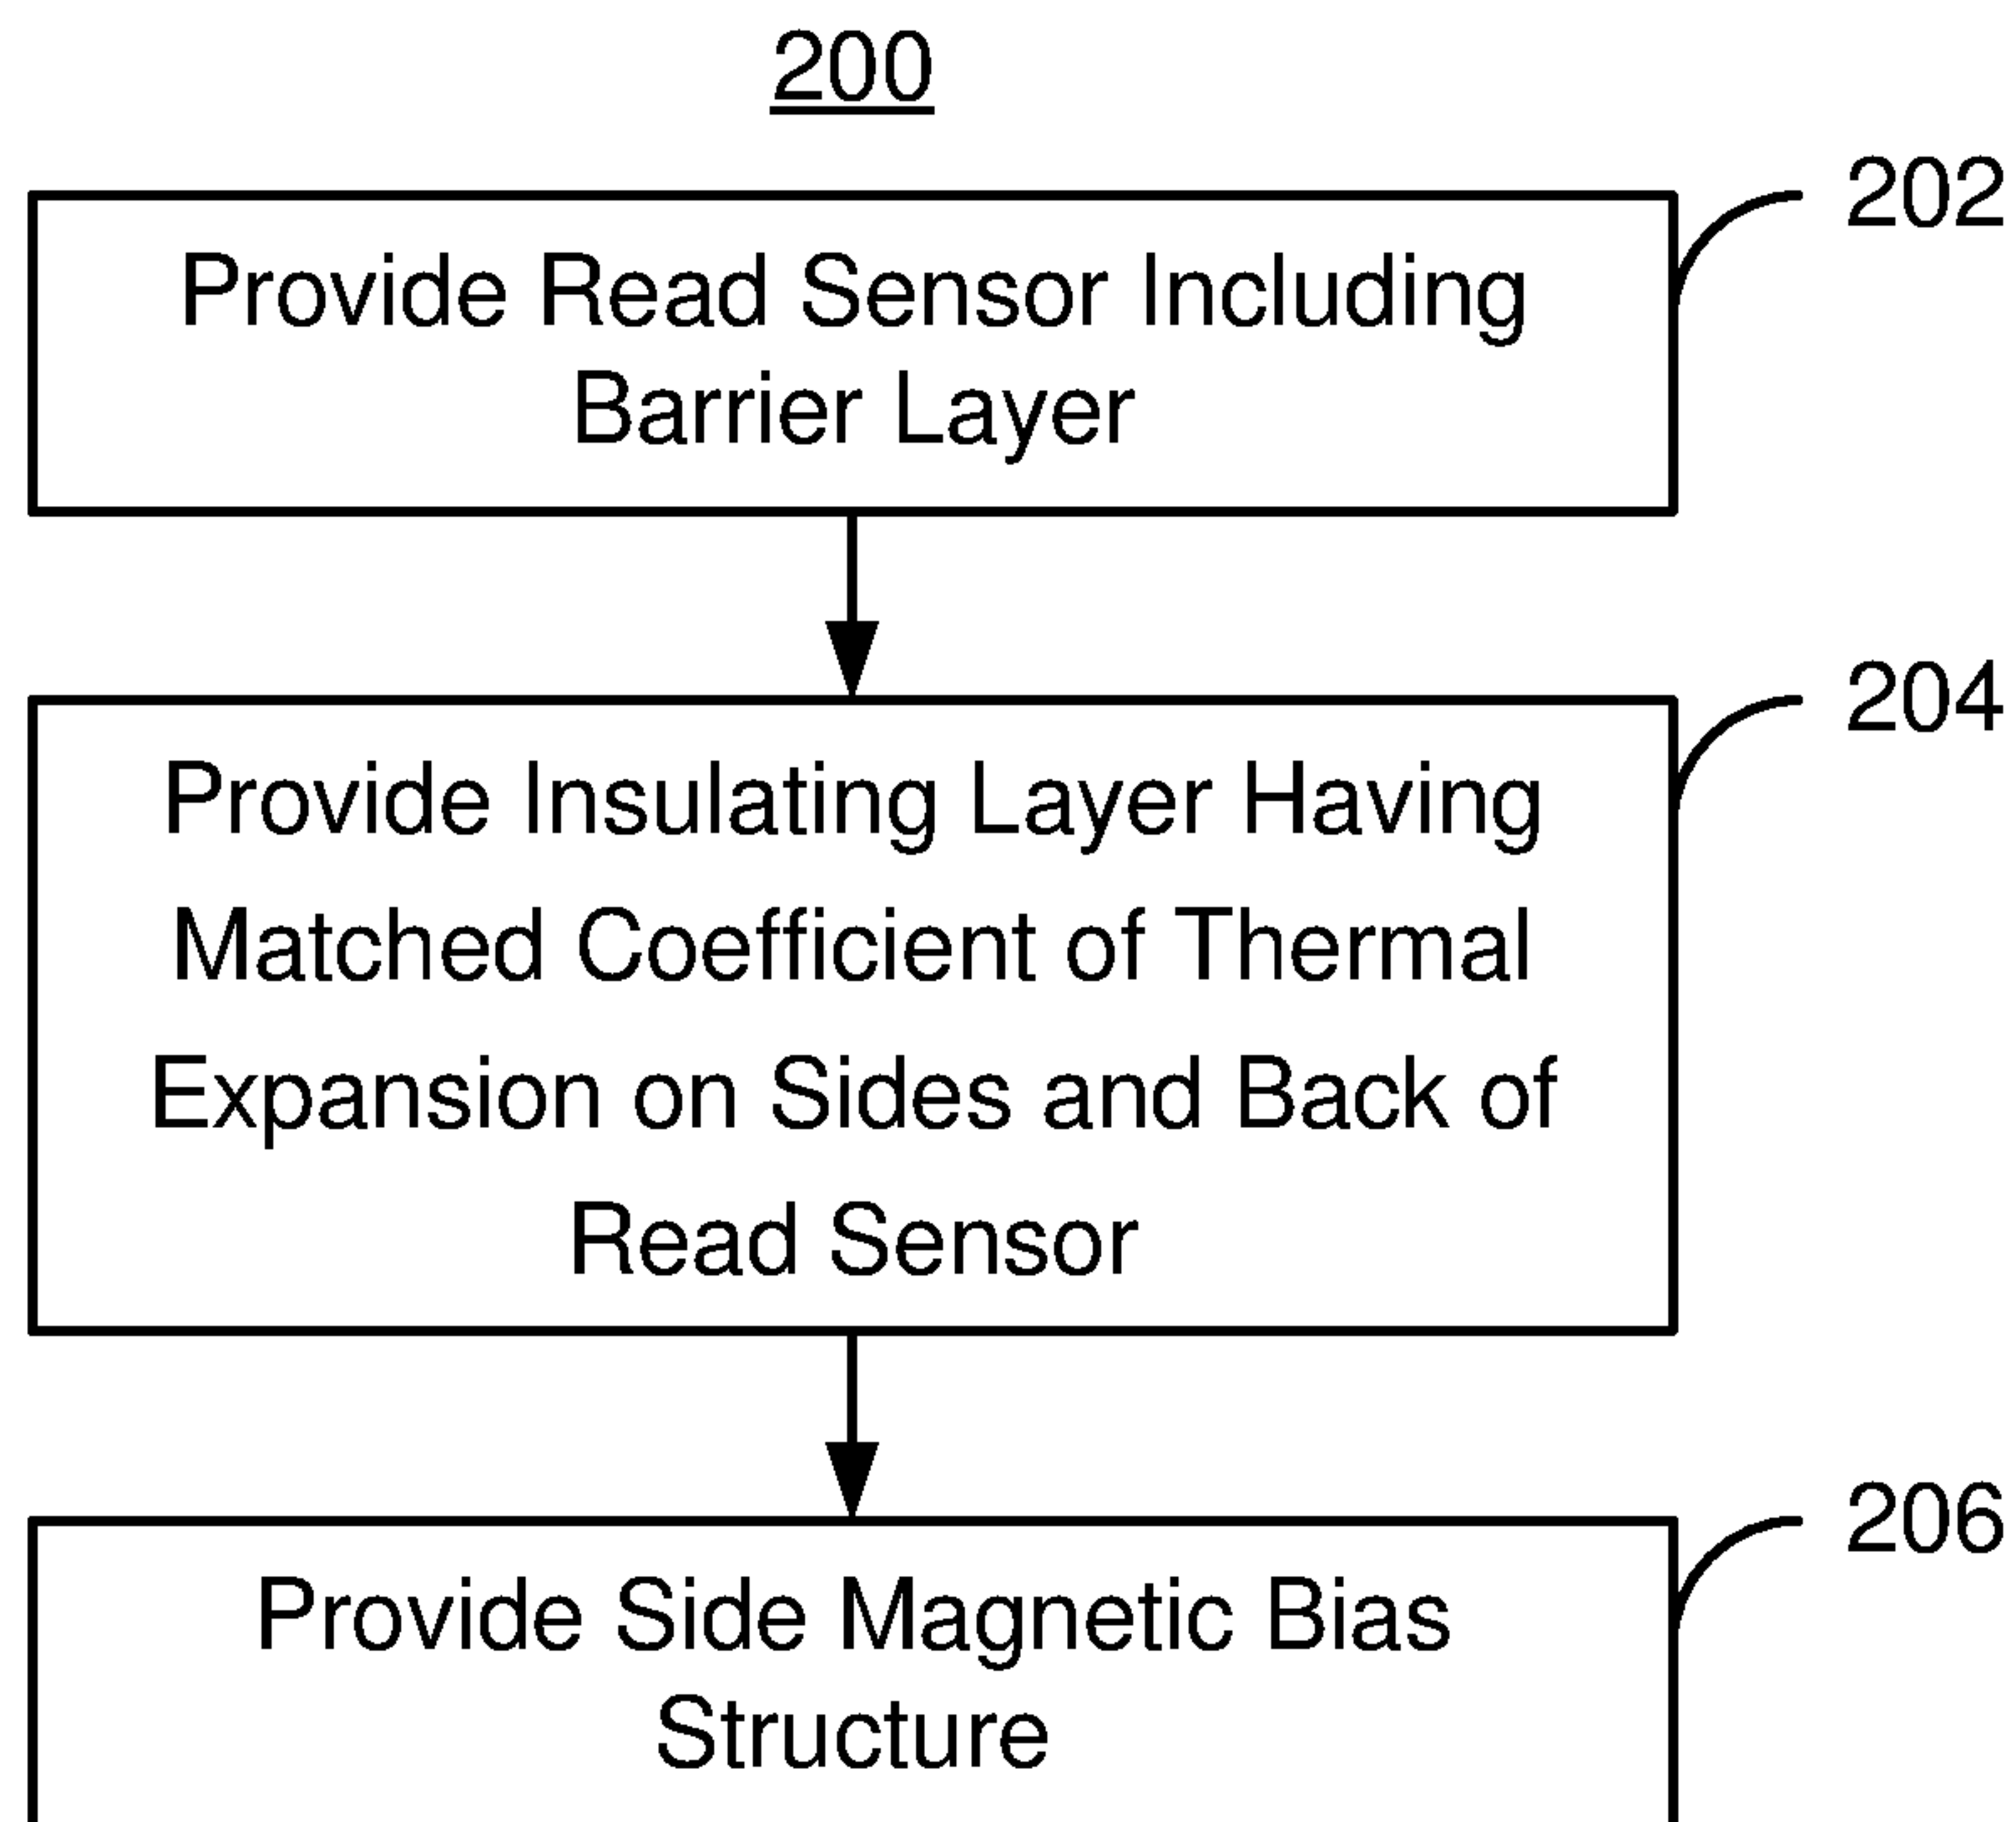 200
202
Provide Read Sensor Including
Barrier Layer
204
Provide Insulating Layer Having
Matched Coefficient of Thermal
Expansion on Sides and Back of
Read Sensor
206
Provide Side Magnetic Bias
Structure